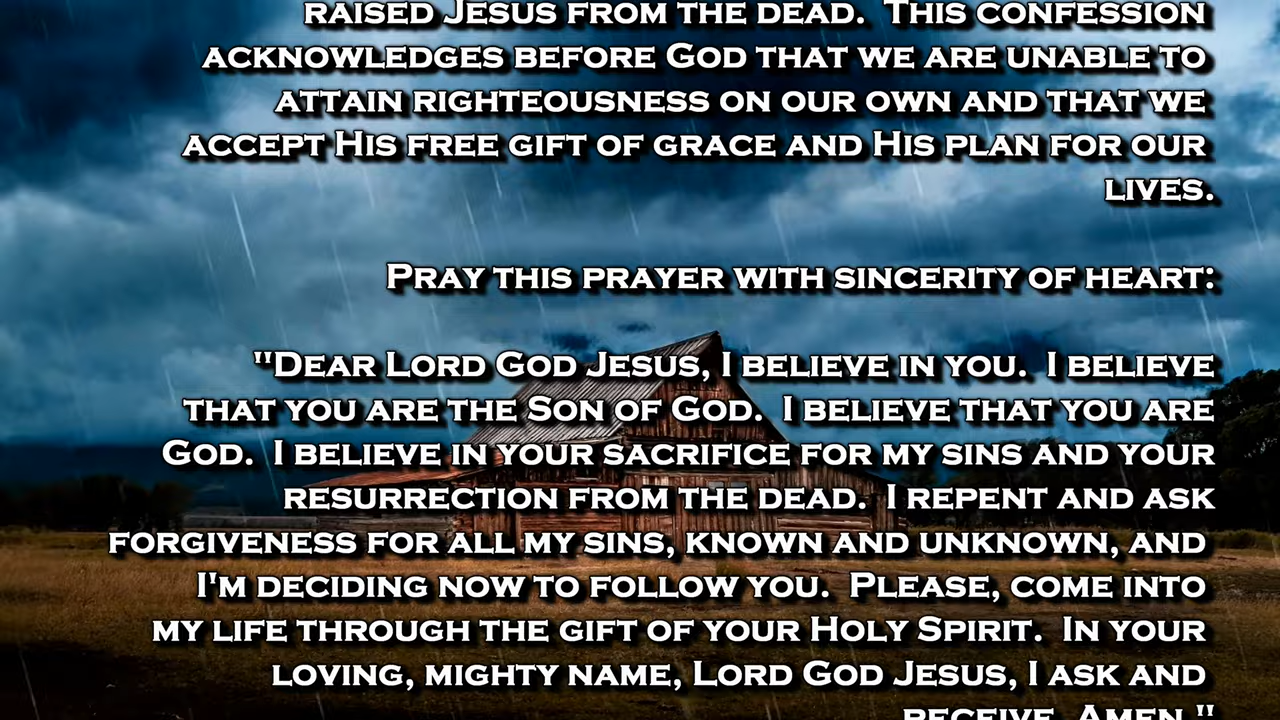 RAISED JESUS FROM THE DEAD.  THIS CONFESSION
ACKNOWLEDGES BEFORE GOD THAT WE ARE UNABLE TO
ATTAIN RIGHTEOUSNESS ON OUR OWN AND THAT WE
ACCEPT HIS FREE GIFT OF GRACE AND HIS PLAN FOR OUR
LIVES.
PRAY THIS PRAYER WITH SINCERITY OF HEART:
"DEAR LORD GOD JESUS, I BELIEVE IN YOU.  I BELIEVE
THAT YOU ARE THE SON OF GOD.  I BELIEVE THAT YOU ARE
GOD.  I BELIEVE IN YOUR SACRIFICE FOR MY SINS AND YOUR
RESURRECTION FROM THE DEAD.  I REPENT AND ASK
FORGIVENESS FOR ALL MY SINS, KNOWN AND UNKNOWN, AND
I'M DECIDING NOW TO FOLLOW YOU.  PLEASE, COME INTO
MY LIFE THROUGH THE GIFT OF YOUR HOLY SPIRIT.  IN YOUR
LOVING, MIGHTY NAME, LORD GOD JESUS, I ASK AND
RECEIVE. AMEN."